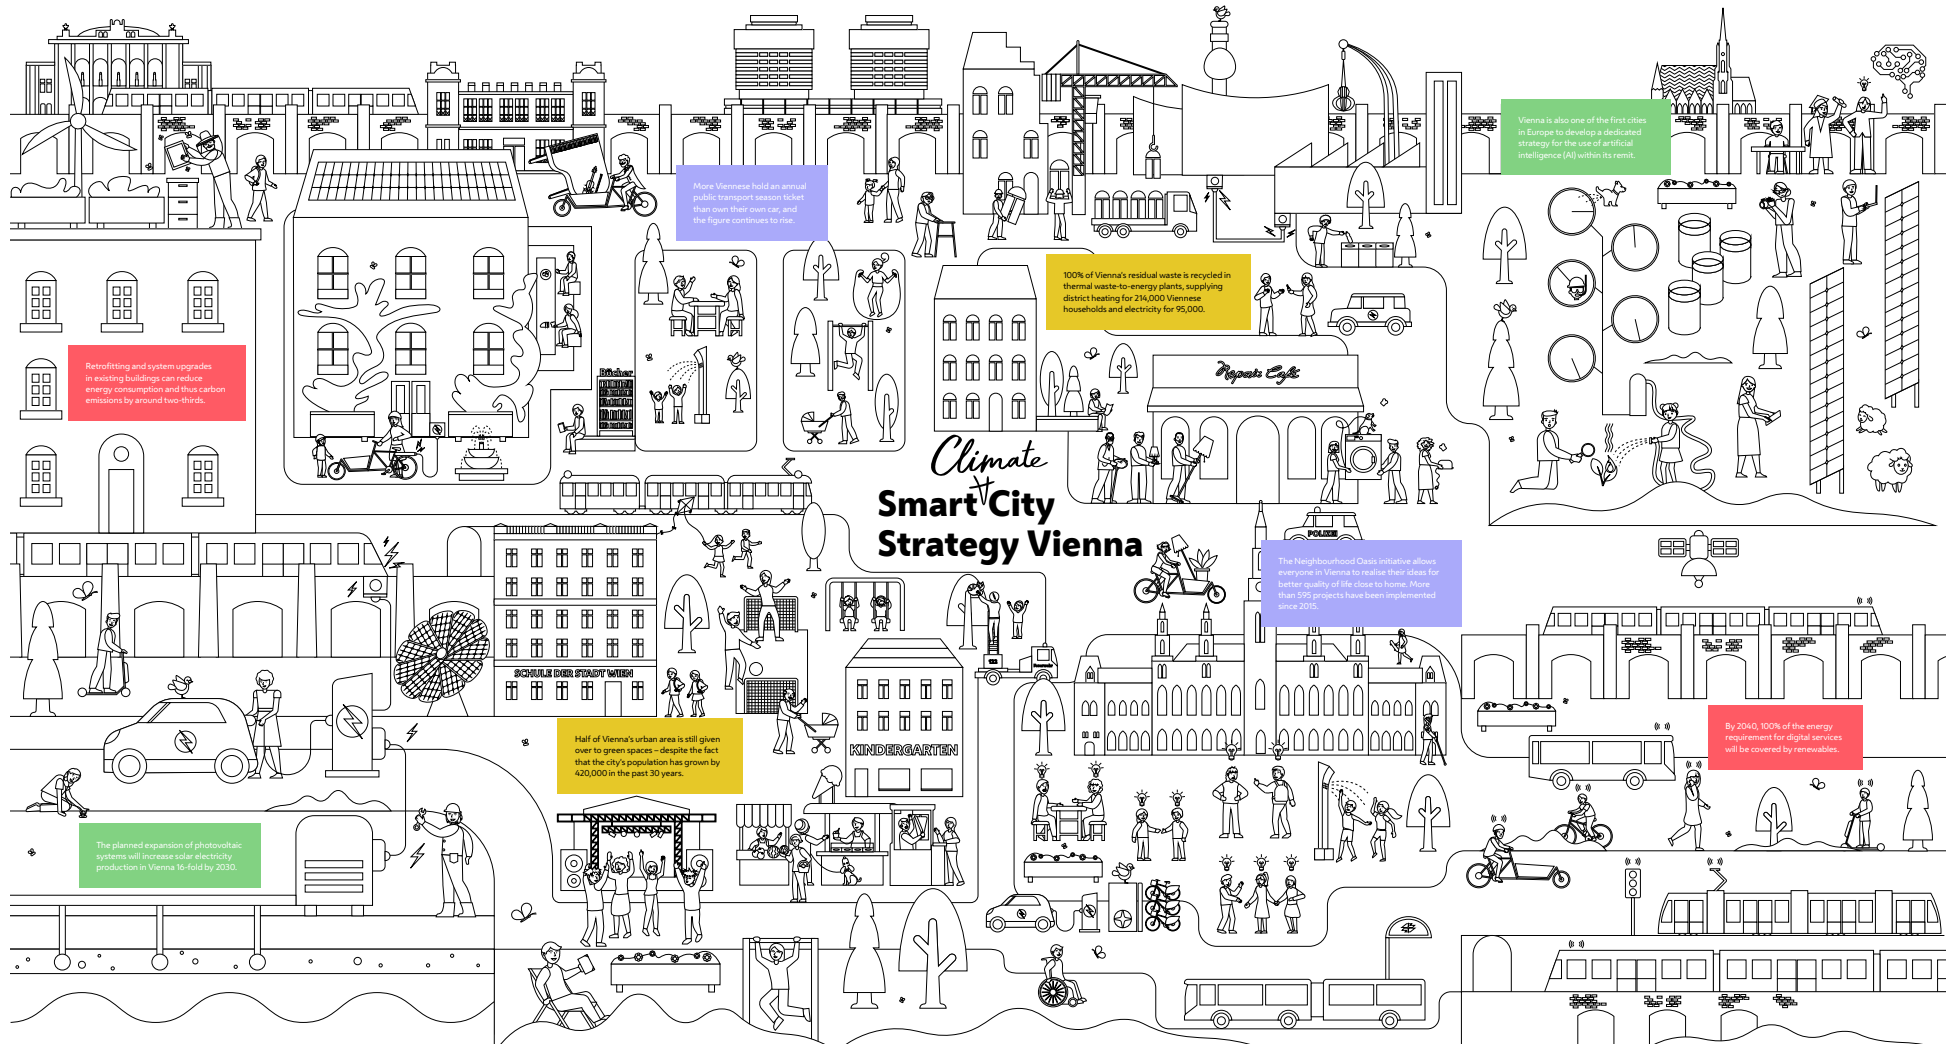 Vienna is also one of the first cities
in Europe to develop a dedicated
strategy for the use of artificial
intelligence (AI) within its remit.
More Viennese hold an annual
public transport season ticket
than own their own car, and
the figure continues to rise.
100% of Vienna's residual waste is recycled in
thermal waste-to-energy plants, supplying
district heating for 214,000 Viennese
households and electricity for 95,000.
Retrofitting and system upgrades
in existing buildings can reduce
energy consumption and thus carbon
emissions by around two-thirds.
Bücher
Repair Café
Climate
Smart City
Strategy Vienna
POLIZEI
The Neighbourhood Oasis initiative allows
everyone in Vienna to realise their ideas for
better quality of life close to home. More
than 595 projects have been implemented
since 2015.
SCHULE DER STADT WIEN
122
Feuerwehr
By 2040, 100% of the energy
requirement for digital services
will be covered by renewables.
Half of Vienna's urban area is still given
over to green spaces – despite the fact
that the city's population has grown by
420,000 in the past 30 years.
KINDERGARTEN
The planned expansion of photovoltaic
systems will increase solar electricity
production in Vienna 16-fold by 2030.